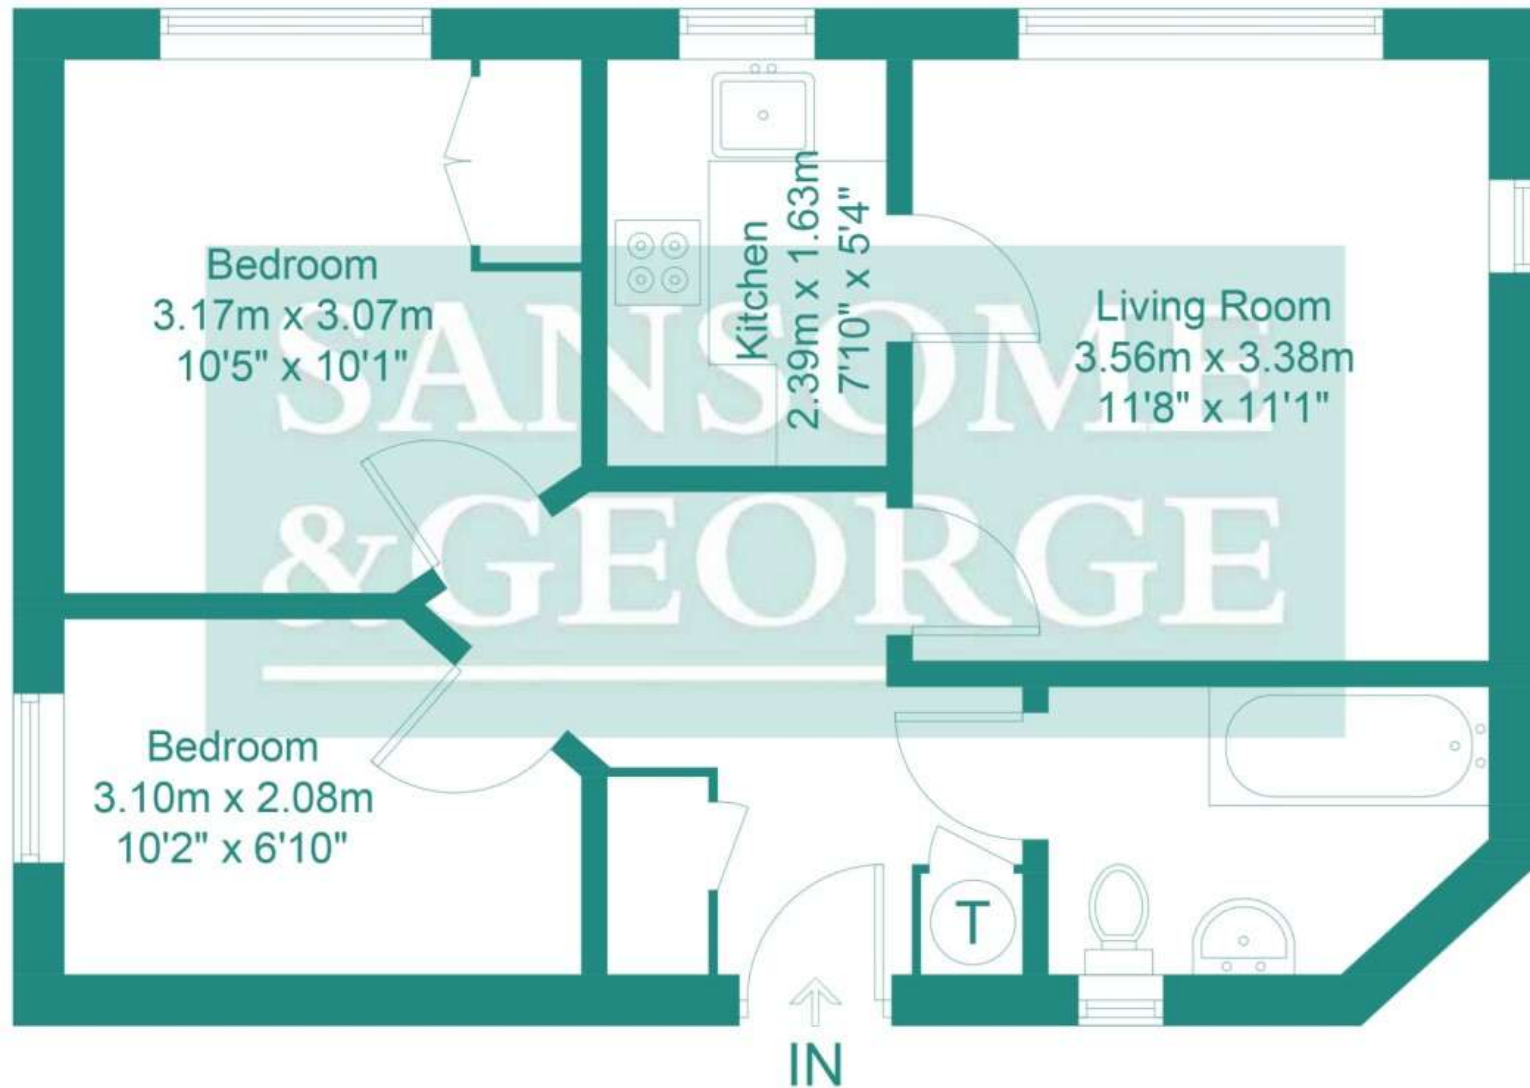 Bedroom
3.17m x 3.07m
10'5" x 10'1"
Kitchen
2.39m x 1.63m
7'10" x 5'4"
Living Room
3.56m x 3.38m
11'8" x 11'1"
SANSOME
&GEORGE
Bedroom
3.10m x 2.08m
10'2" x 6'10"
T
IN